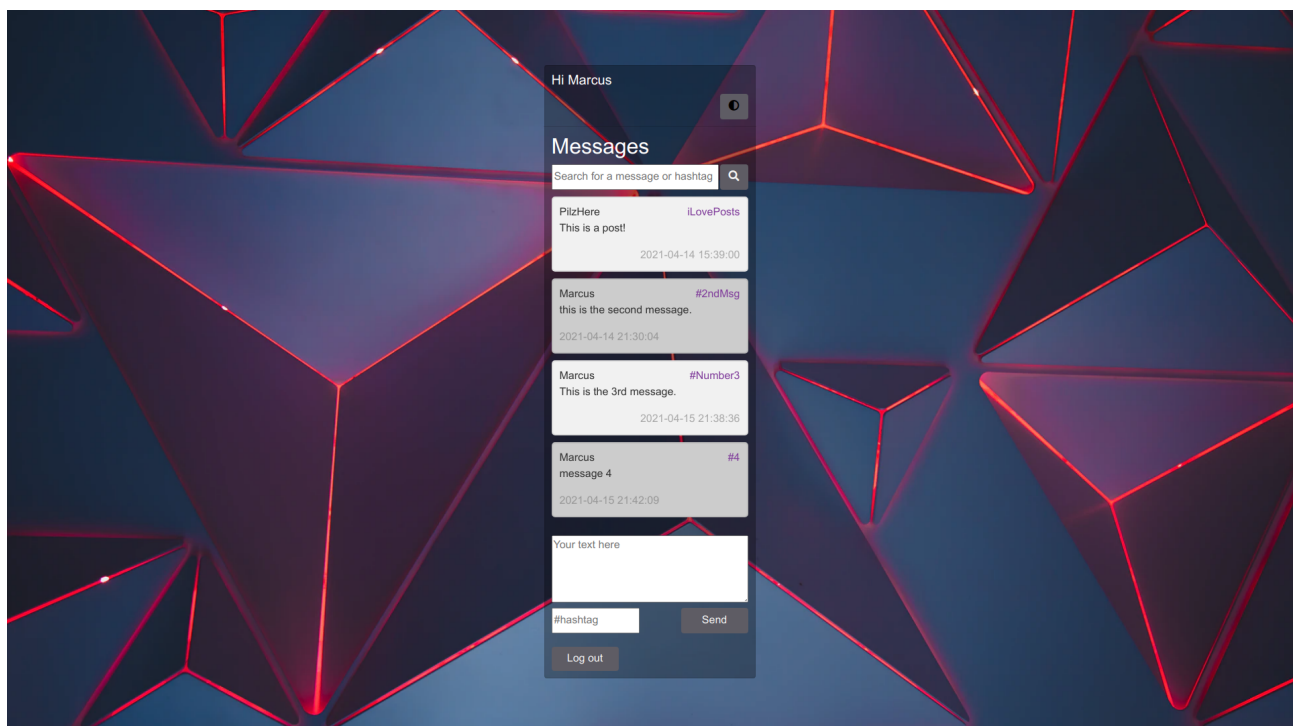 Hi Marcus
Messages
Search for a message or hashtag
PilzHere iLovePosts
This is a post!
2021-04-14 15:39:00
Marcus #2ndMsg
this is the second message.
2021-04-14 21:30:04
Marcus #Number3
This is the 3rd message.
2021-04-15 21:38:36
Marcus #4
message 4
2021-04-15 21:42:09
Your text here
#hashtag Send
Log out